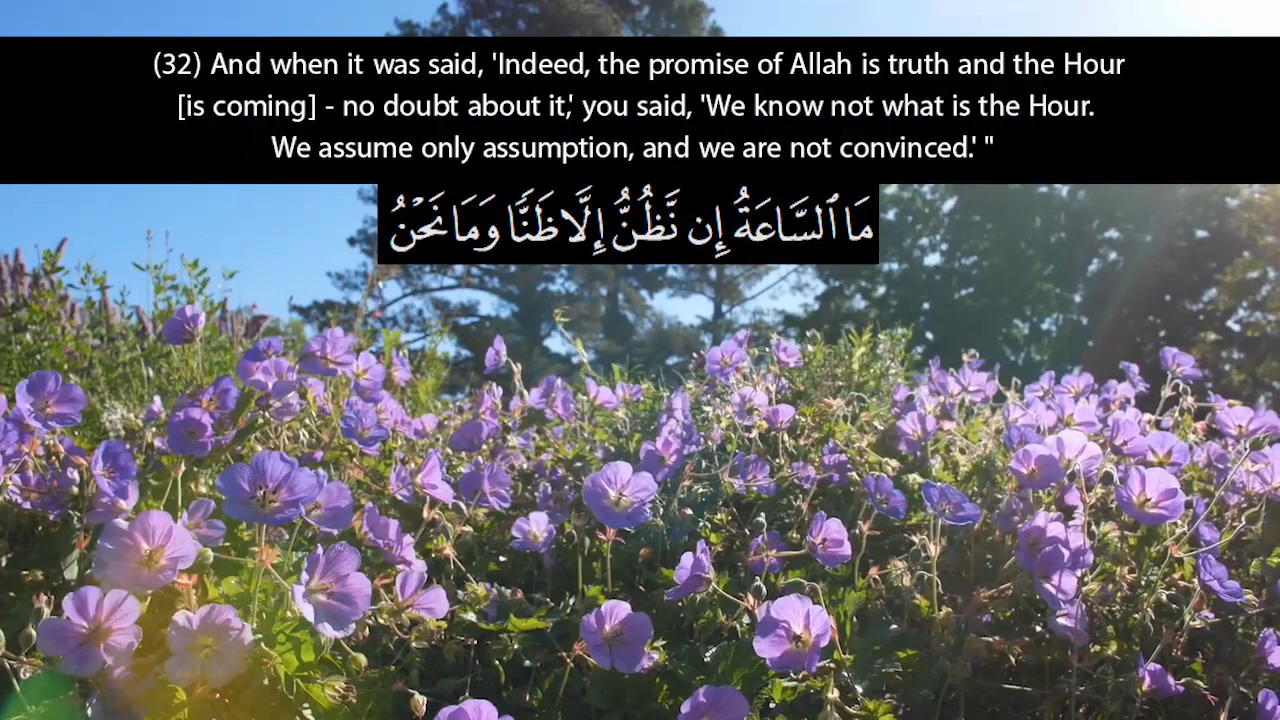 (32) And when it was said, 'Indeed, the promise of Allah is truth and the Hour
[is coming] - no doubt about it,' you said, 'We know not what is the Hour.
We assume only assumption, and we are not convinced.' "
مَا ٱلسَّاعَةُ إِن نَّظُنُّ إِلَّا ظَنًّا وَمَا نَحْنُ